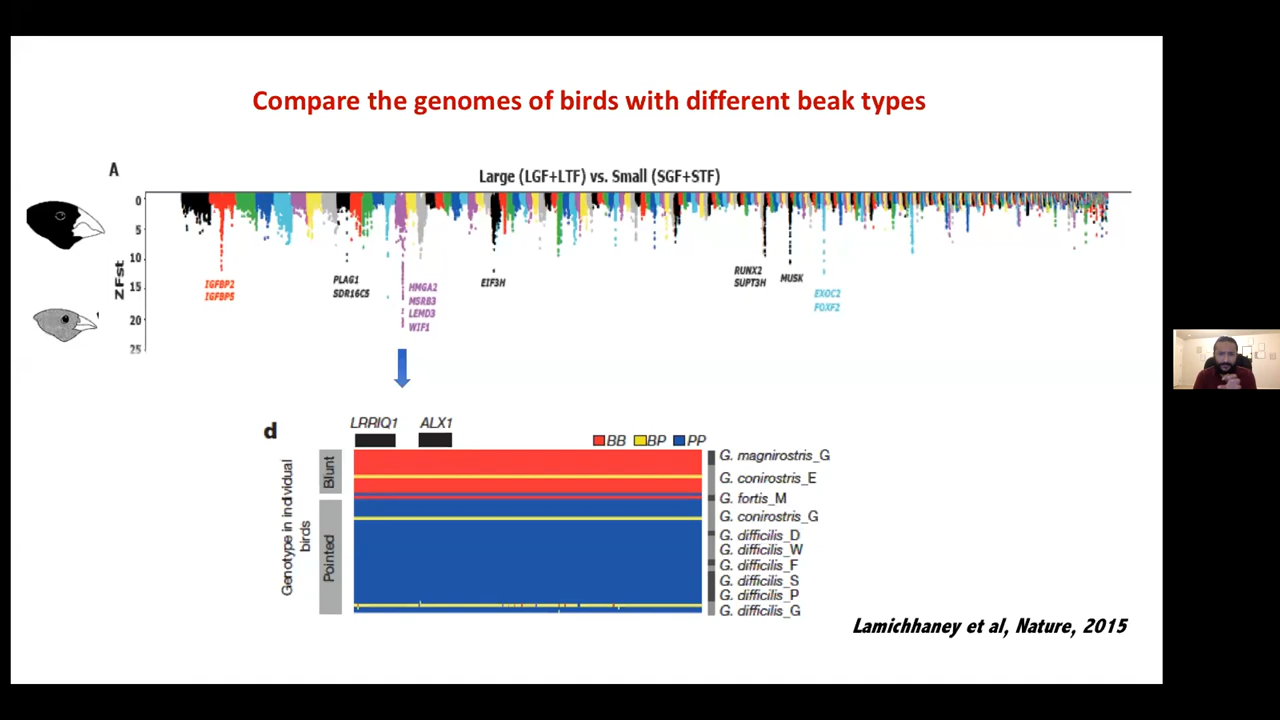 Compare the genomes of birds with different beak types
A
Large (LGF+LTF) vs. Small (SGF+STF)
ZFst
0
5
10
15
20
25
IGFBP2
IGFBP5
PLAG1
SDR16C5
HMGA2
MSRB3
LEMD3
WIF1
EIF3H
RUNX2
SUPT3H
MUSK
EXOC2
FOXF2
d
LRRIQ1
ALX1
BB
BP
PP
Genotype in individual
birds
Blunt
Pointed
G. magnirostris_G
G. conirostris_E
G. fortis_M
G. conirostris_G
G. difficilis_D
G. difficilis_W
G. difficilis_F
G. difficilis_S
G. difficilis_P
G. difficilis_G
Lamichhaney et al, Nature, 2015